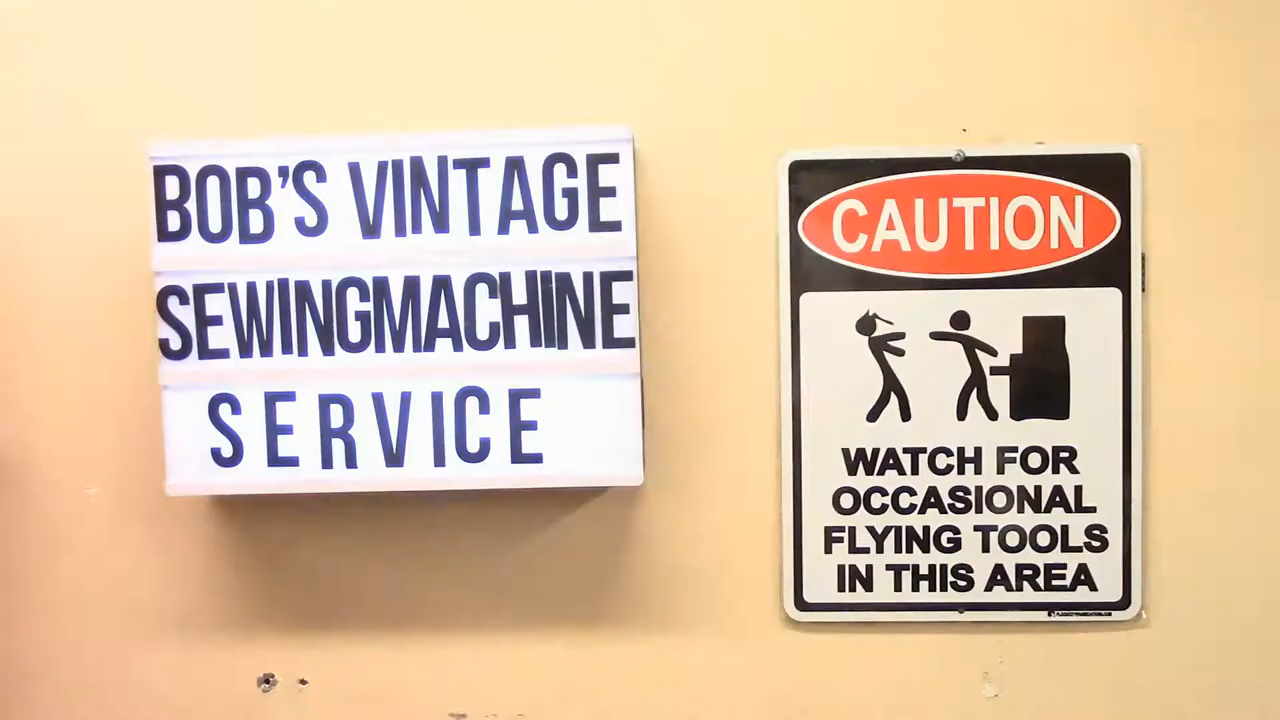 BOB'S VINTAGE
SEWINGMACHINE
SERVICE
CAUTION
WATCH FOR
OCCASIONAL
FLYING TOOLS
IN THIS AREA